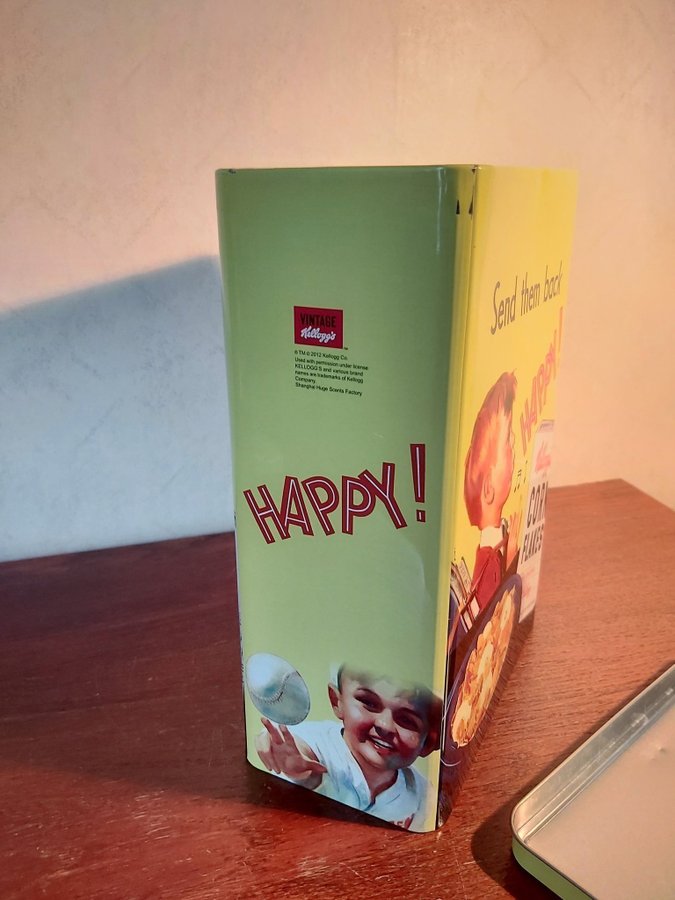 VINTAGE
Kellogg's
TM
® TM © 2012 Kellogg Co.
Used with permission under license
KELLOGG'S and various brand
names are trademarks of Kellogg
Company.
Shanghai Huge Scents Factory
HAPPY!
Send them back
HAPPY!
CORN
FLAKES